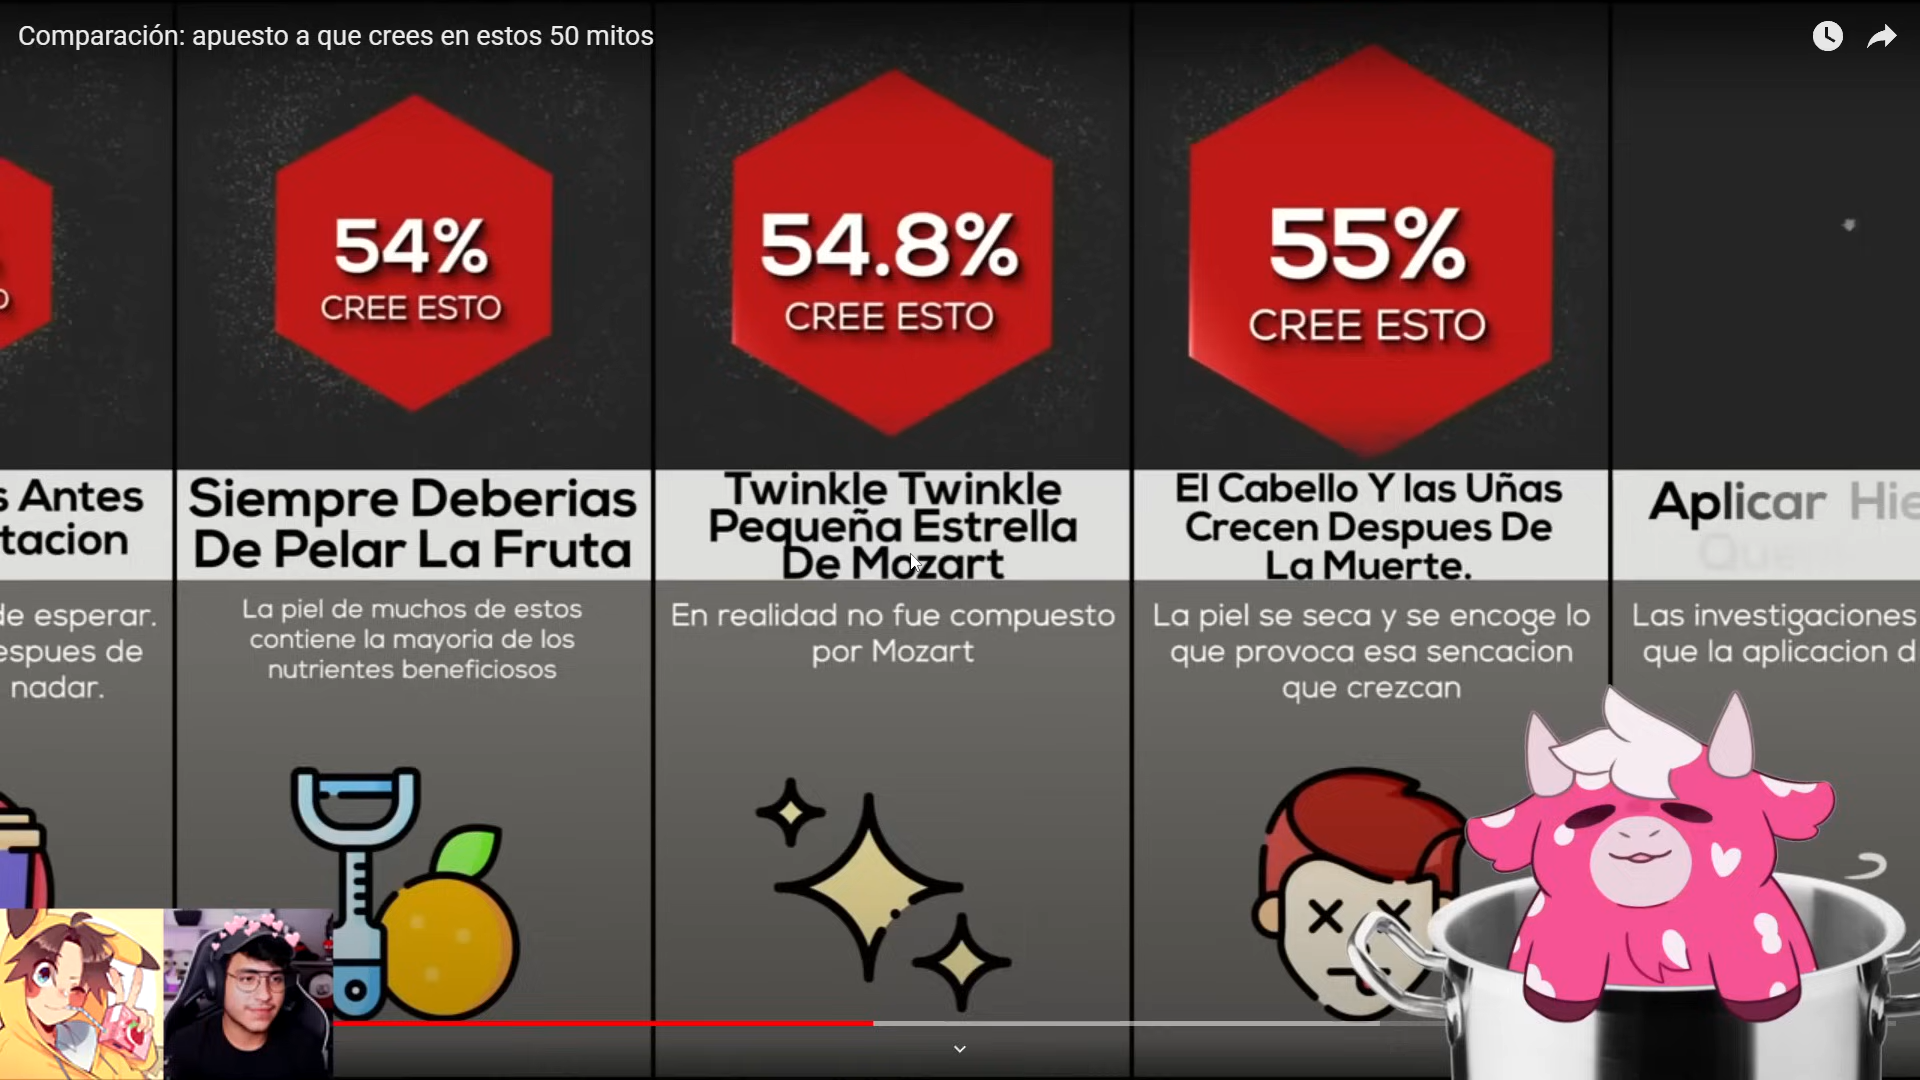 Comparación: apuesto a que crees en estos 50 mitos
54%
CREE ESTO
54.8%
CREE ESTO
55%
CREE ESTO
s Antes
tacion
Siempre Deberias
De Pelar La Fruta
Twinkle Twinkle
Pequeña Estrella
De Mozart
El Cabello Y las Uñas
Crecen Despues De
La Muerte.
Aplicar Hie
Que
de esperar.
espues de
nadar.
La piel de muchos de estos
contiene la mayoria de los
nutrientes beneficiosos
En realidad no fue compuesto
por Mozart
La piel se seca y se encoge lo
que provoca esa sencacion
que crezcan
Las investigaciones
que la aplicacion d